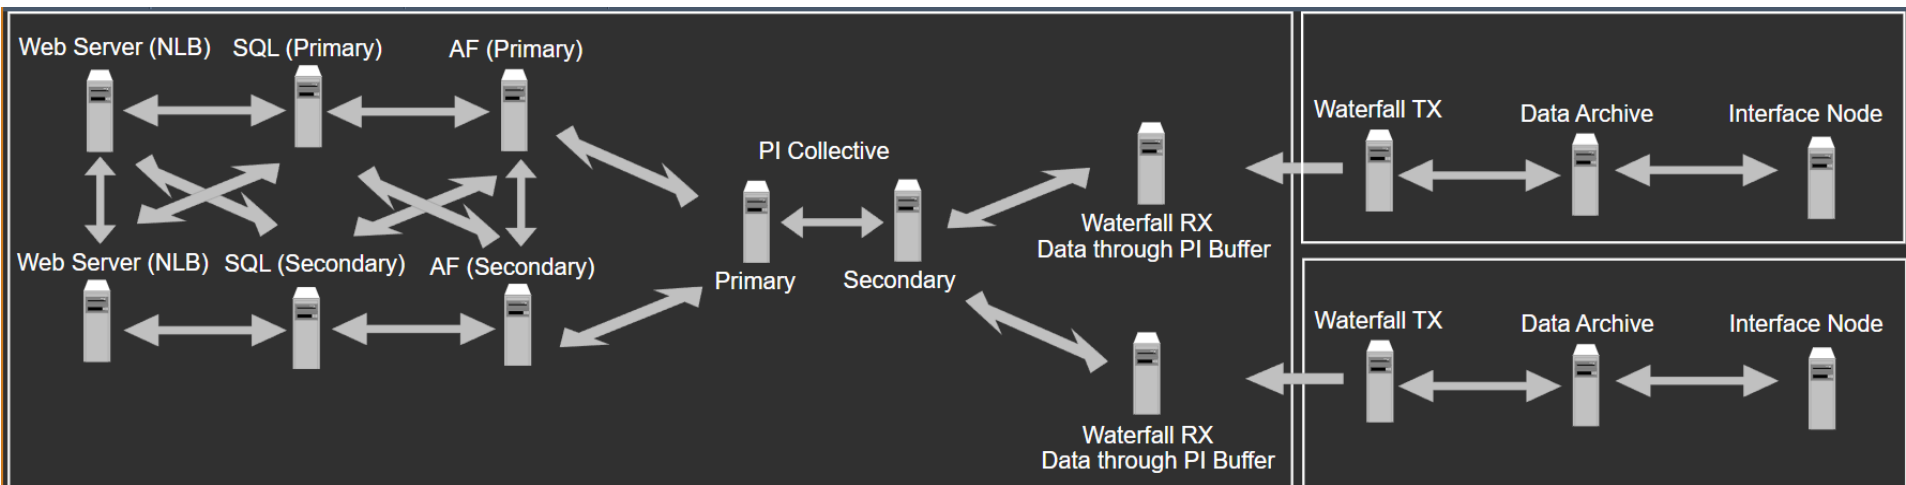 Web Server (NLB)
SQL (Primary)
AF (Primary)
Web Server (NLB)
SQL (Secondary)
AF (Secondary)
PI Collective
Primary
Secondary
Waterfall RX
Data through PI Buffer
Waterfall RX
Data through PI Buffer
Waterfall TX
Data Archive
Interface Node
Waterfall TX
Data Archive
Interface Node